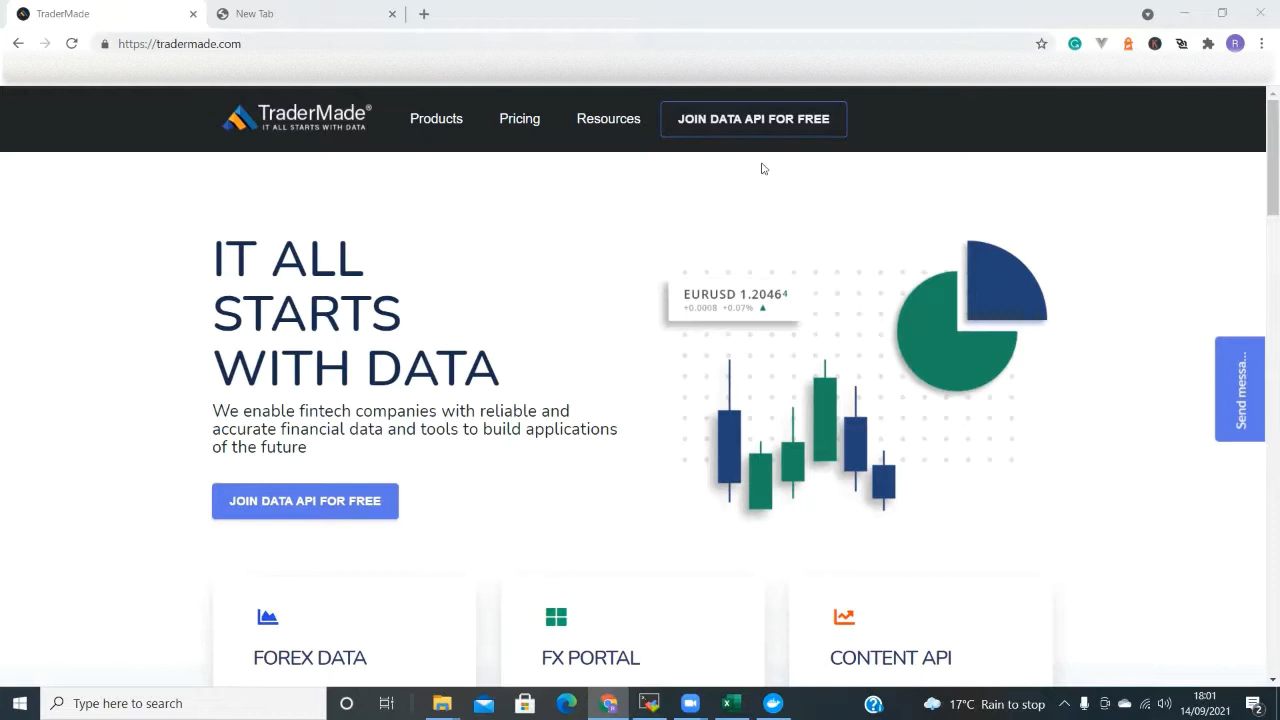 TraderMade
New Tab
https://tradermade.com
R
TraderMade®
IT ALL STARTS WITH DATA
Products
Pricing
Resources
JOIN DATA API FOR FREE
IT ALL
STARTS
WITH DATA
We enable fintech companies with reliable and
accurate financial data and tools to build applications
of the future
JOIN DATA API FOR FREE
EURUSD 1.20464
+0.0008 +0.07% ▲
Send messa...
FOREX DATA
FX PORTAL
CONTENT API
Type here to search
17°C Rain to stop
18:01
14/09/2021
2